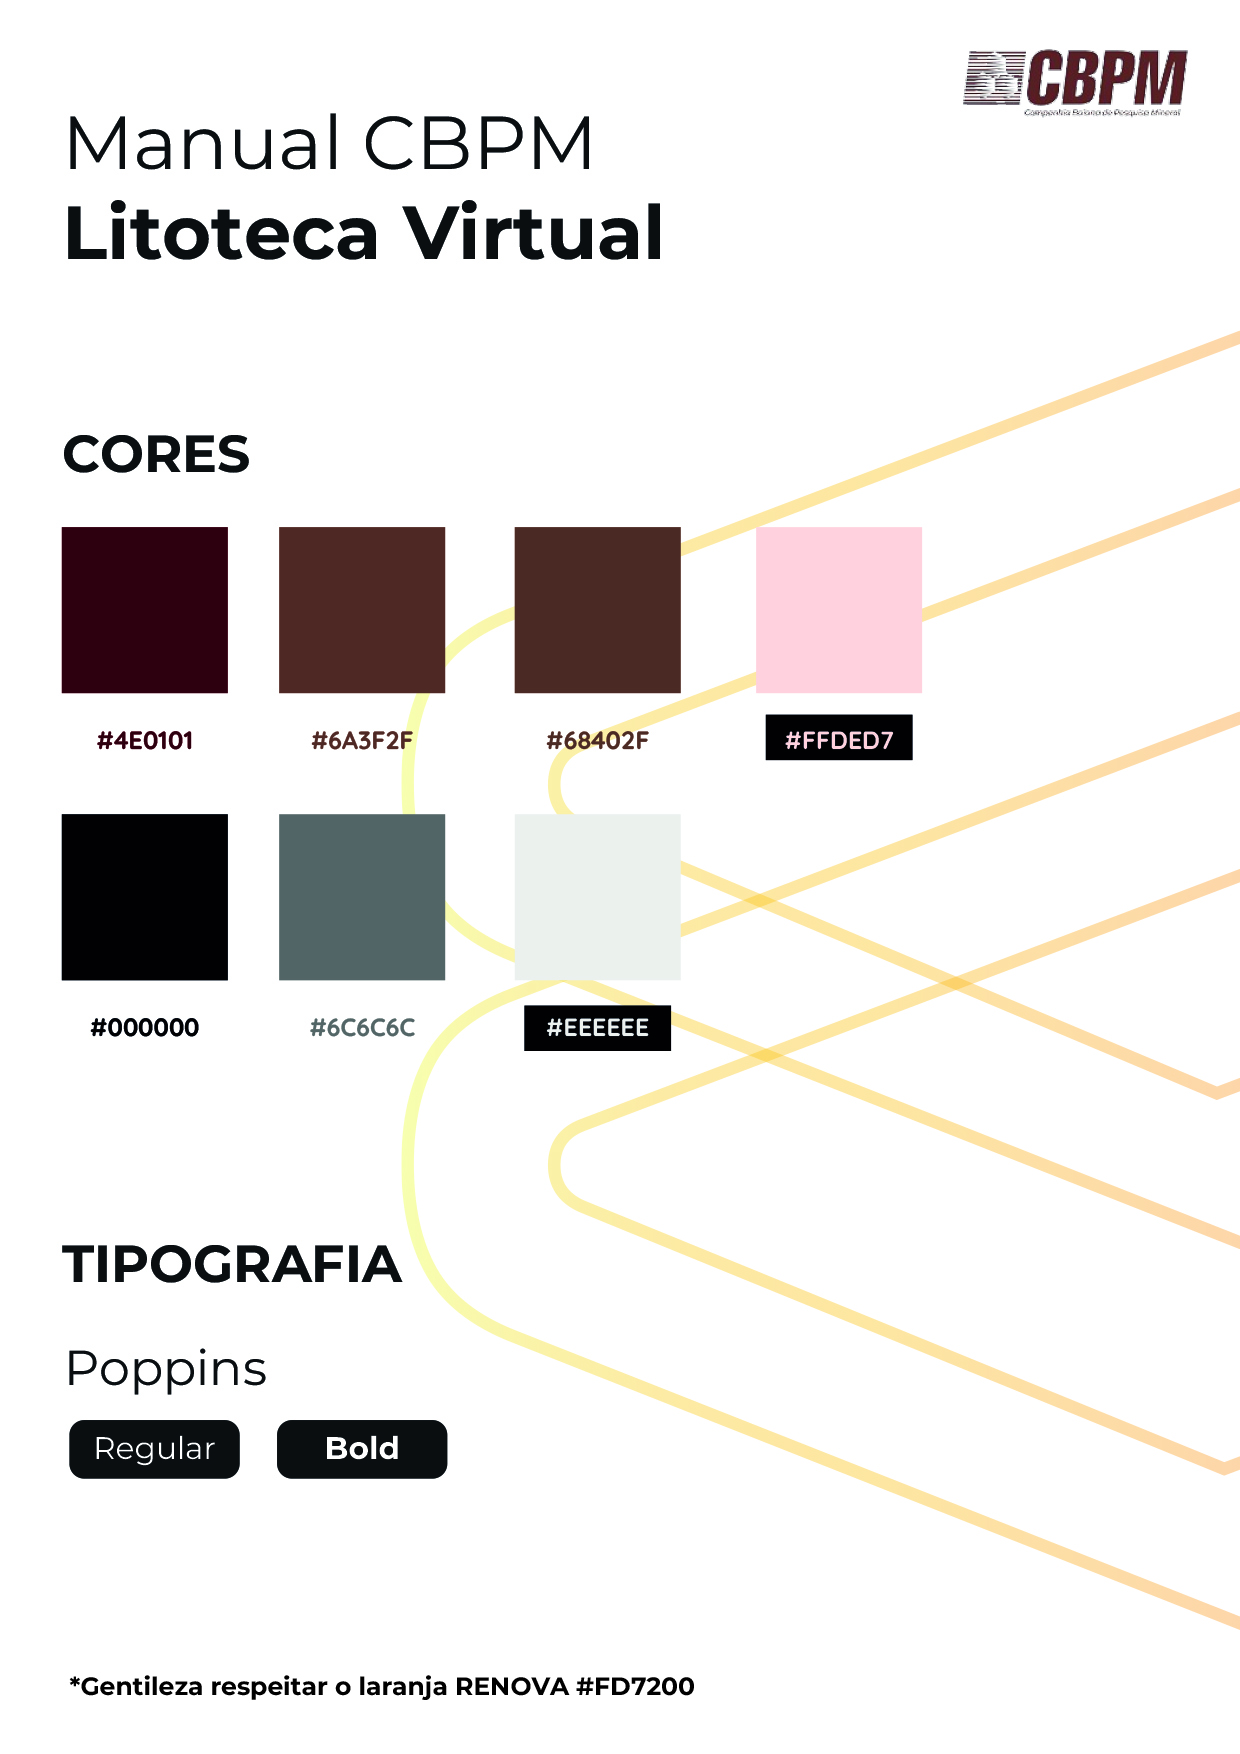 CBPM
Companhia Baiana de Pesquisa Mineral
Manual CBPM
Litoteca Virtual
CORES
#4E0101 #6A3F2F #68402F #FFDED7
#000000 #6C6C6C #EEEEEE
TIPOGRAFIA
Poppins
Regular Bold
*Gentileza respeitar o laranja RENOVA #FD7200